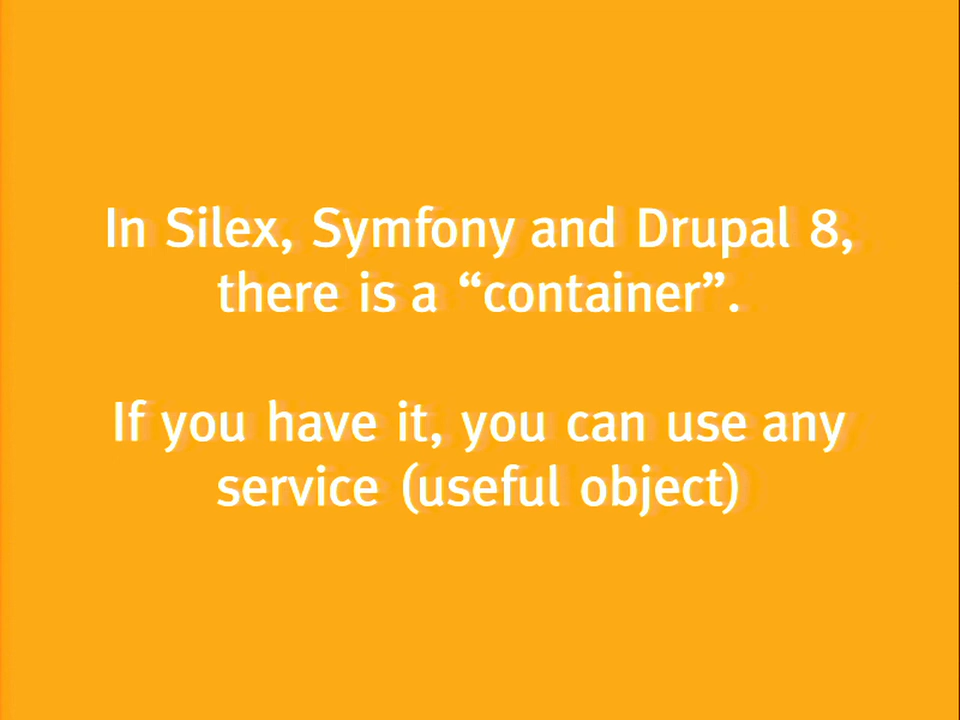 In Silex, Symfony and Drupal 8,
there is a “container”.
If you have it, you can use any
service (useful object)